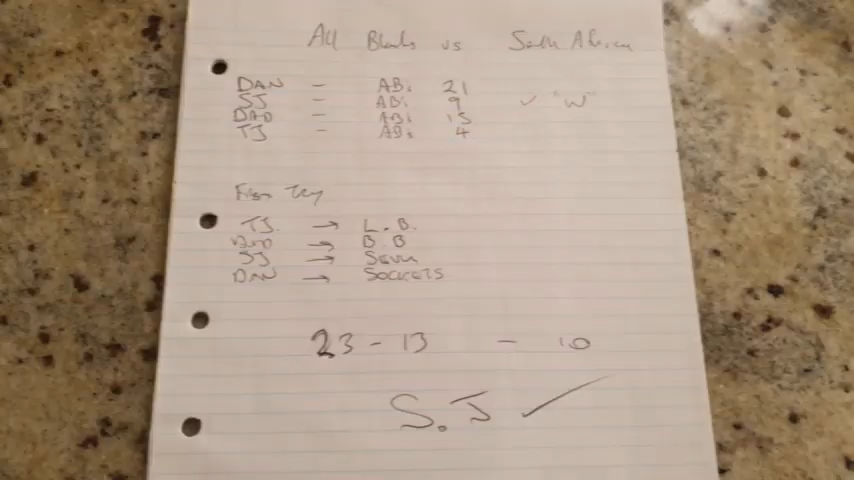 All Blacks vs South Africa
DAN - ABs 21
SJ - ABs 9 ✓ "W"
DAD - ABs 15
TJ - ABs 4
First Try
TJ. → L.B.
DAD → B.B
SJ →
DAN → SOCKETS
23 - 13 - 10
S.J ✓